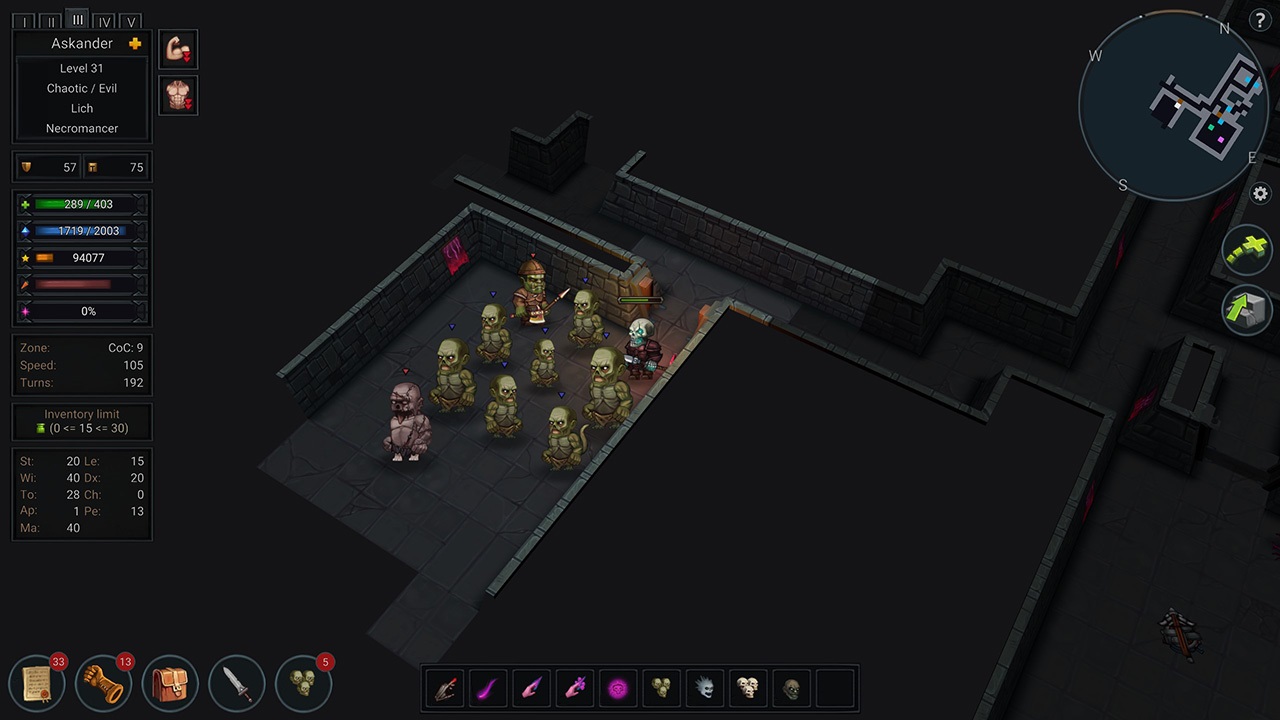 I II III IV V
Askander
Level 31
Chaotic / Evil
Lich
Necromancer
57 75
289 / 403
1719 / 2003
94077
0%
Zone: CoC: 9
Speed: 105
Turns: 192
Inventory limit
(0 <= 15 <= 30)
St: 20 Le: 15
Wi: 40 Dx: 20
To: 28 Ch: 0
Ap: 1 Pe: 13
Ma: 40
N
W
E
S
?
33
13
5